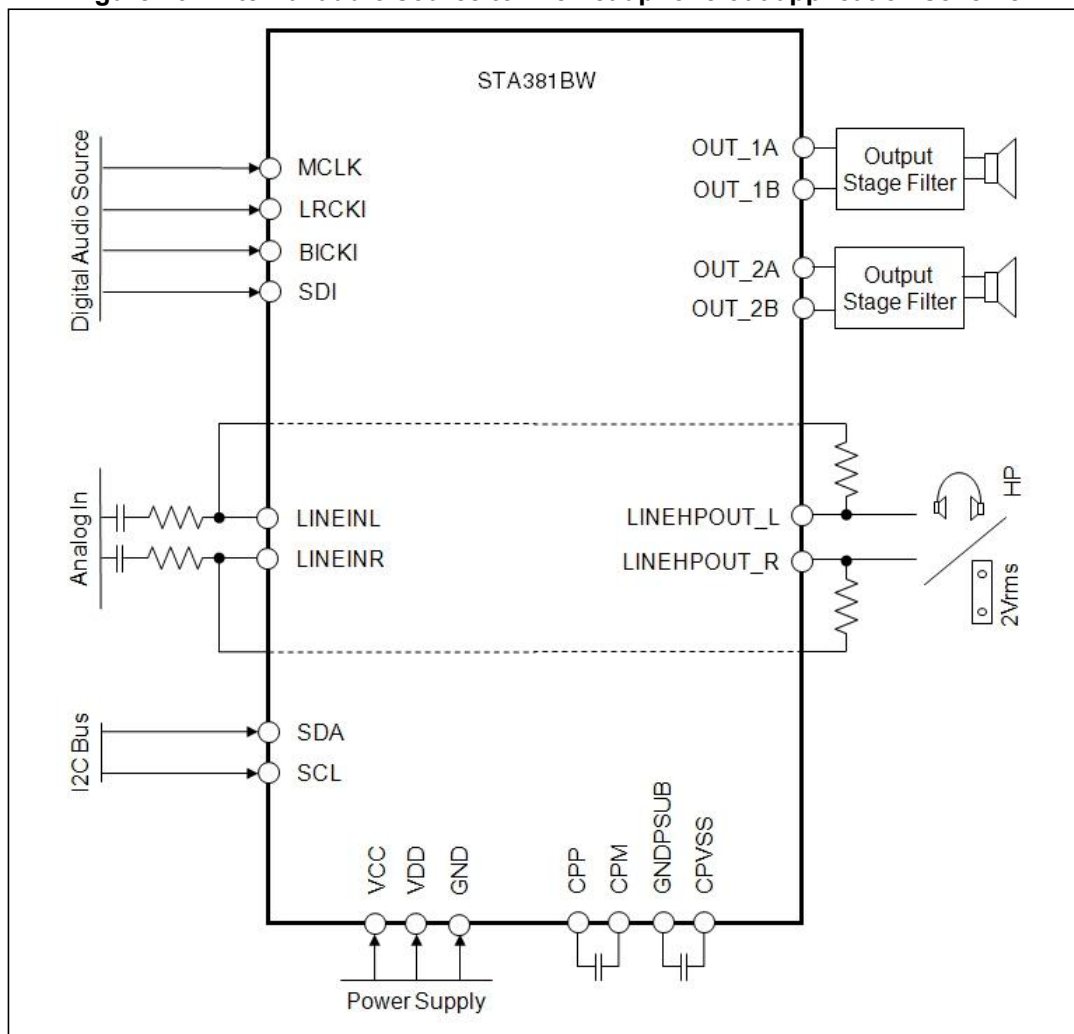 STA381BW
Digital Audio Source
MCLK
LRCKI
BICKI
SDI
OUT_1A
OUT_1B
Output
Stage Filter
OUT_2A
OUT_2B
Output
Stage Filter
Analog In
LINEINL
LINEINR
LINEHPOUT_L
LINEHPOUT_R
HP
2Vrms
I2C Bus
SDA
SCL
VCC
VDD
GND
CPP
CPM
GNDPSUB
CPVSS
Power Supply